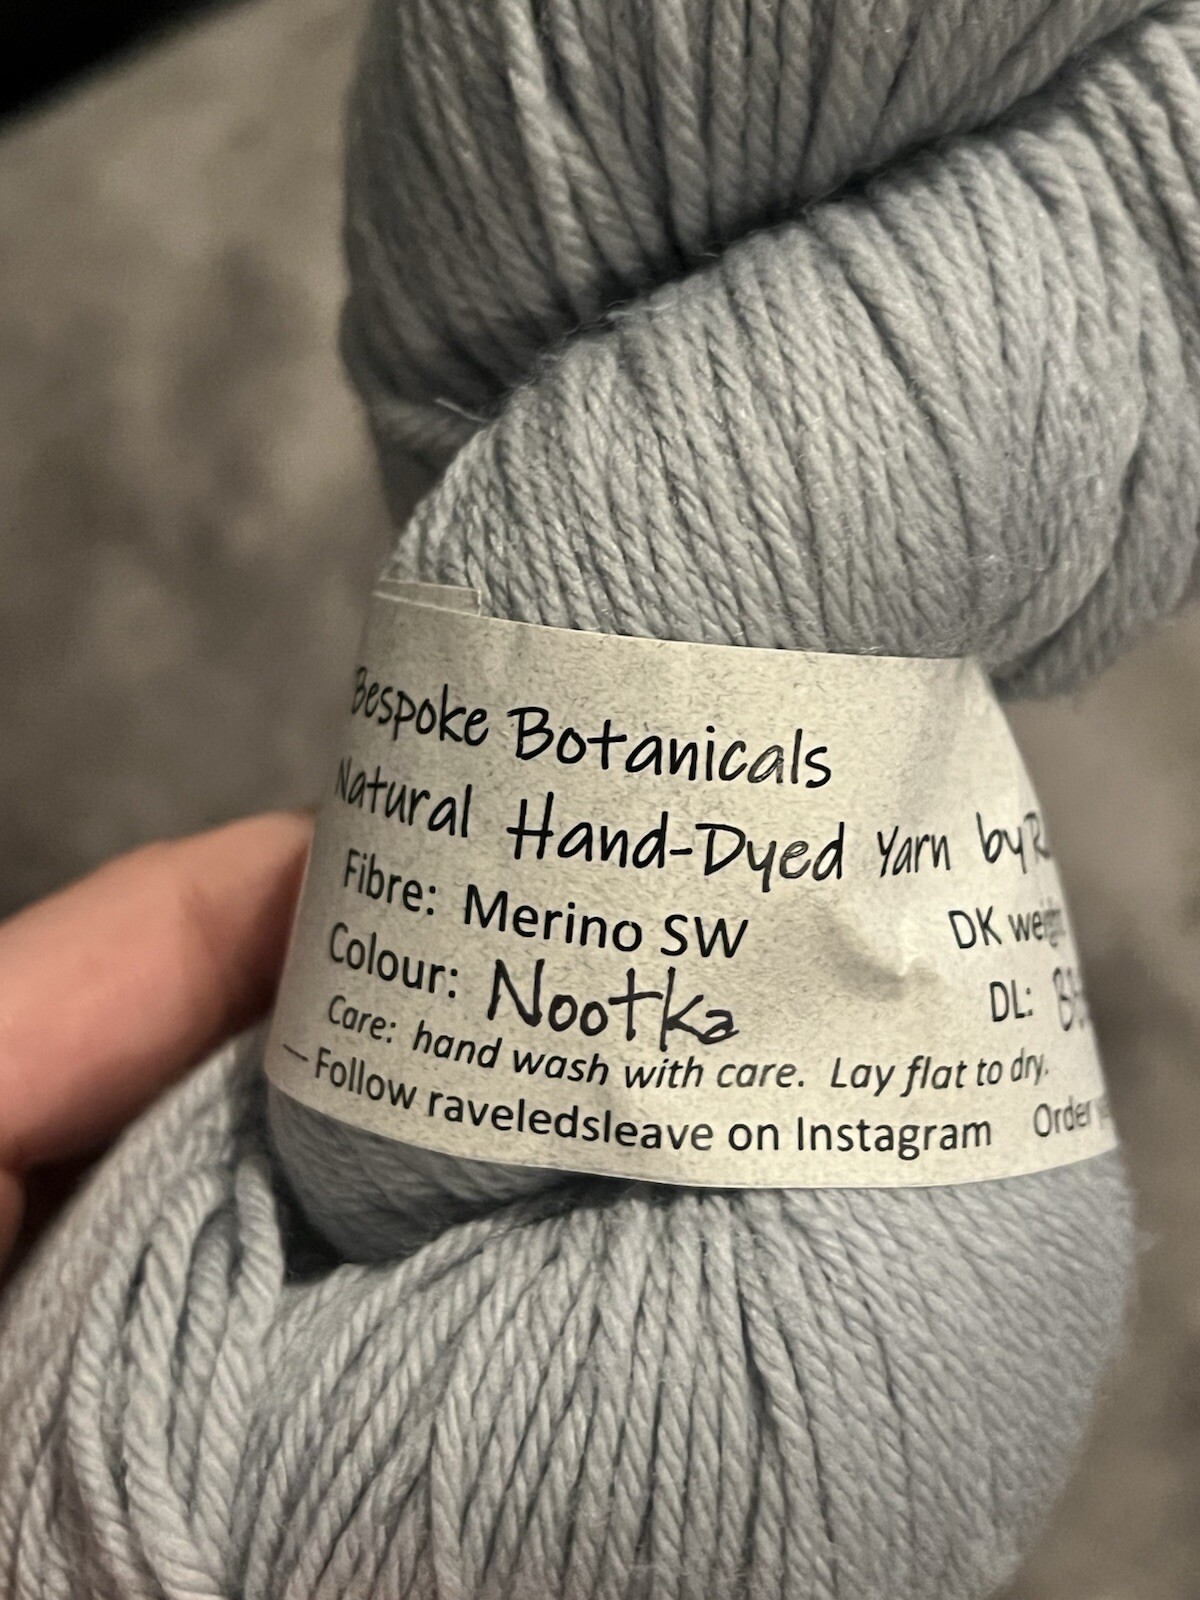 Bespoke Botanicals
Natural Hand-Dyed Yarn by
Fibre: Merino SW
DK
Colour: Nootka
DL:
Care: hand wash with care. Lay flat to dry.
— Follow raveledsleave on Instagram
Order